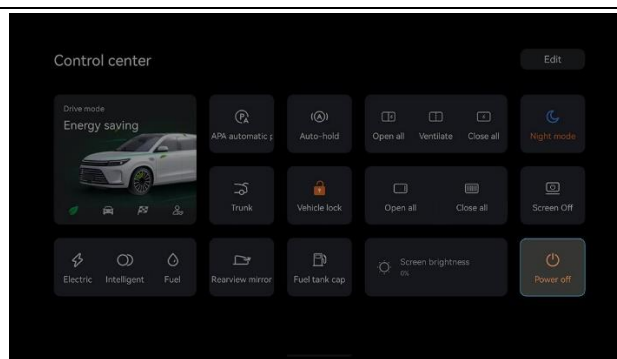 Control center
Edit
Drive mode
Energy saving
APA automatic p
Auto-hold
Open all Ventilate Close all
Night mode
Trunk
Vehicle lock
Open all Close all
Screen Off
Electric Intelligent Fuel
Rearview mirror
Fuel tank cap
Screen brightness
0%
Power off